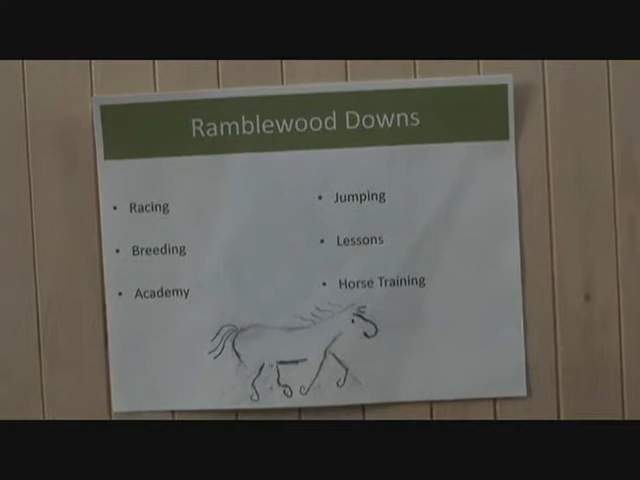 Ramblewood Downs
• Racing
• Breeding
• Academy
• Jumping
• Lessons
• Horse Training